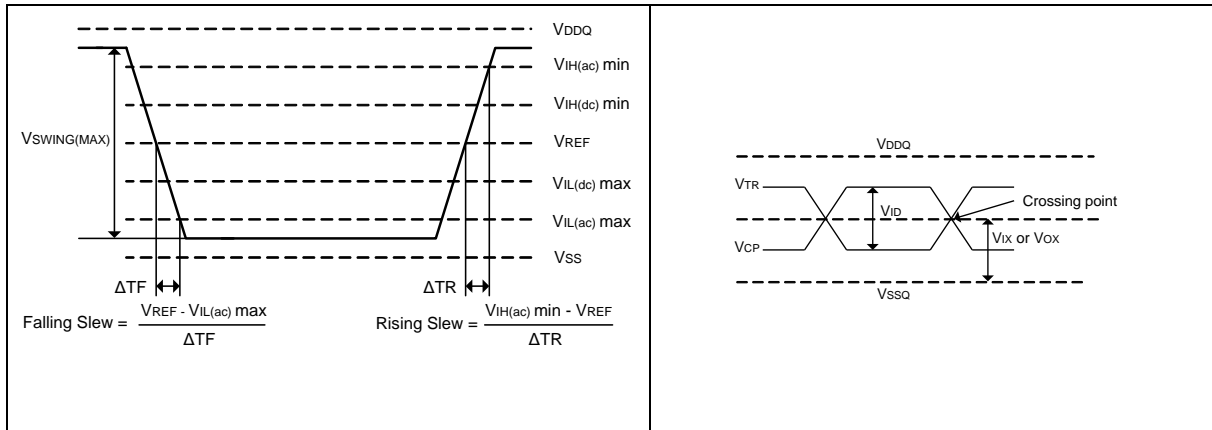 VDDQ
VIH(ac) min
VIH(dc) min
VSWING(MAX)
VREF
VIL(dc) max
VIL(ac) max
VSS
ΔTF
ΔTR
Falling Slew = VREF - VIL(ac) max
ΔTF
Rising Slew = VIH(ac) min - VREF
ΔTR
VDDQ
VTR
VID
Crossing point
VCP
VIX or VOX
VSSQ